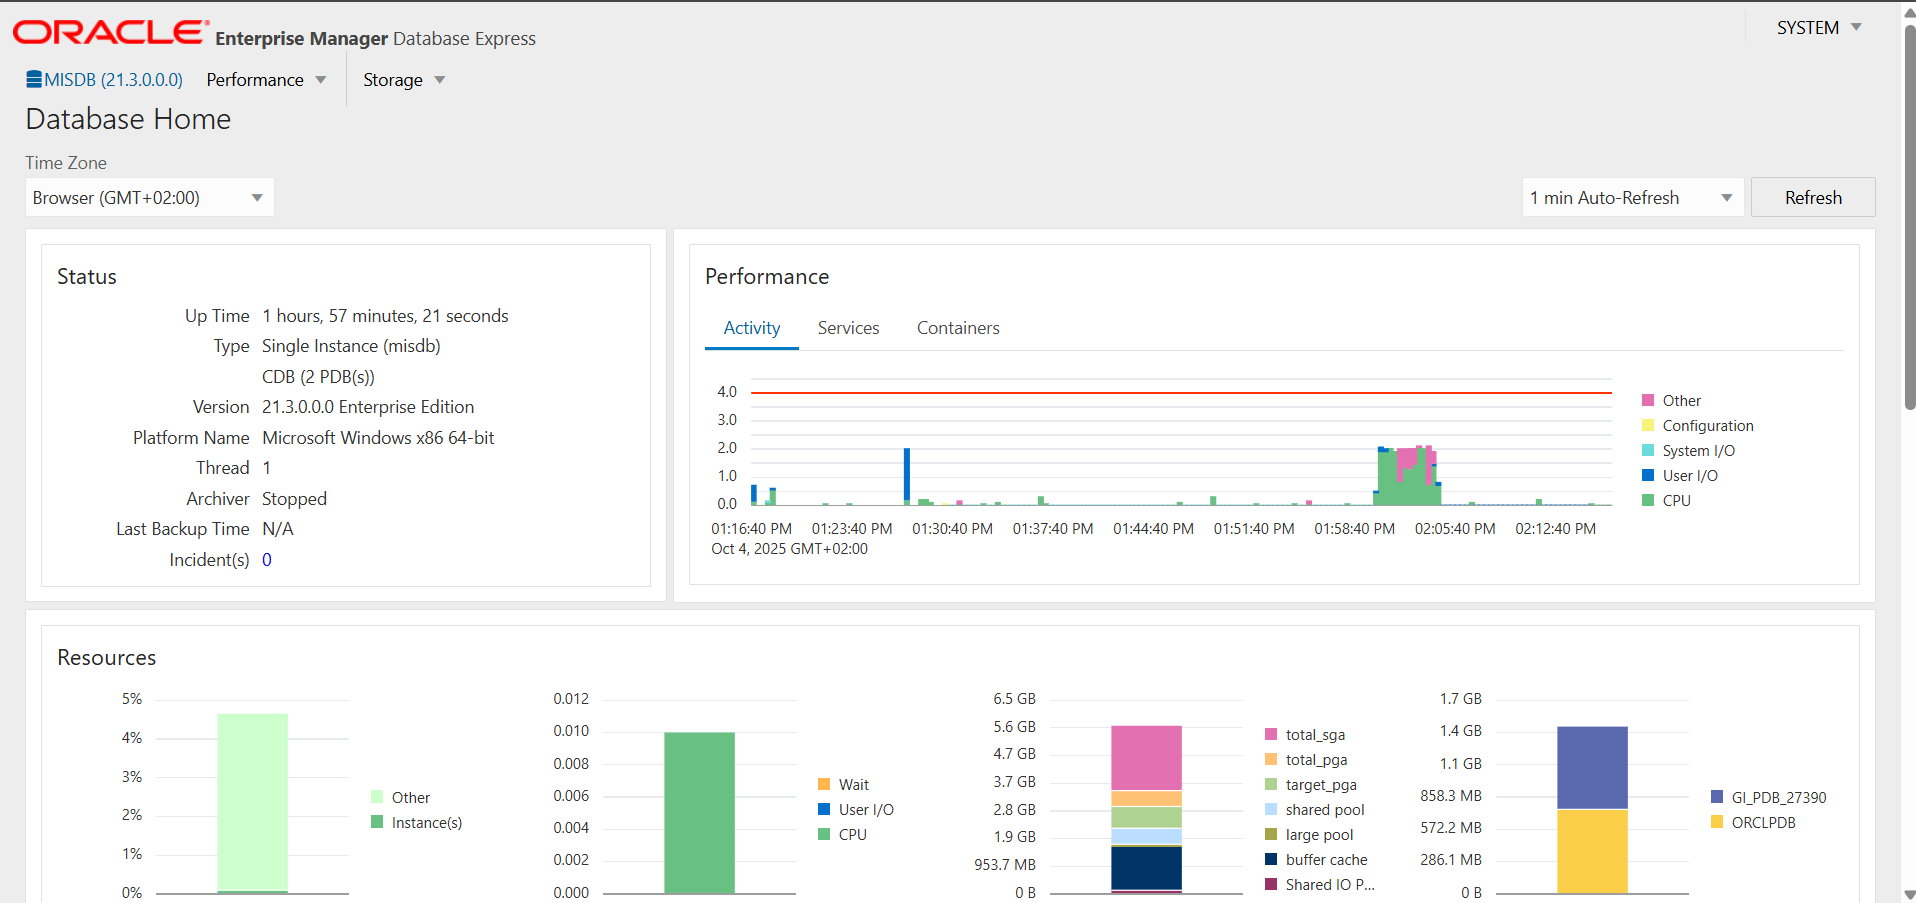 ORACLE Enterprise Manager Database Express
SYSTEM
MISDB (21.3.0.0.0) Performance Storage
Database Home
Time Zone
Browser (GMT+02:00)
1 min Auto-Refresh Refresh
Status
Up Time 1 hours, 57 minutes, 21 seconds
Type Single Instance (misdb)
CDB (2 PDB(s))
Version 21.3.0.0.0 Enterprise Edition
Platform Name Microsoft Windows x86 64-bit
Thread 1
Archiver Stopped
Last Backup Time N/A
Incident(s) 0
Performance
Activity Services Containers
4.0
3.0
2.0
1.0
0.0
01:16:40 PM 01:23:40 PM 01:30:40 PM 01:37:40 PM 01:44:40 PM 01:51:40 PM 01:58:40 PM 02:05:40 PM 02:12:40 PM
Oct 4, 2025 GMT+02:00
Other
Configuration
System I/O
User I/O
CPU
Resources
5%
4%
3%
2%
1%
0%
Other
Instance(s)
0.012
0.010
0.008
0.006
0.004
0.002
0.000
Wait
User I/O
CPU
6.5 GB
5.6 GB
4.7 GB
3.7 GB
2.8 GB
1.9 GB
953.7 MB
0 B
total_sga
total_pga
target_pga
shared pool
large pool
buffer cache
Shared IO P...
1.7 GB
1.4 GB
1.1 GB
858.3 MB
572.2 MB
286.1 MB
0 B
GI_PDB_27390
ORCLPDB